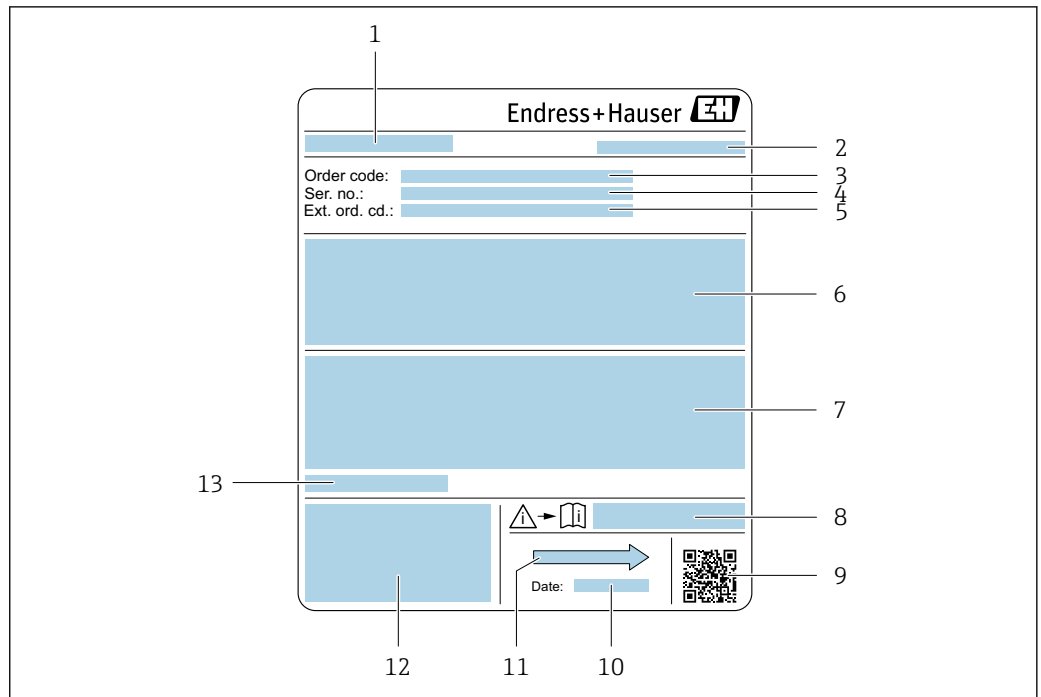 1
Endress+Hauser EH
2
Order code: 3
Ser. no.: 4
Ext. ord. cd.: 5
6
7
13
i i 8
9
11
Date:
12
10